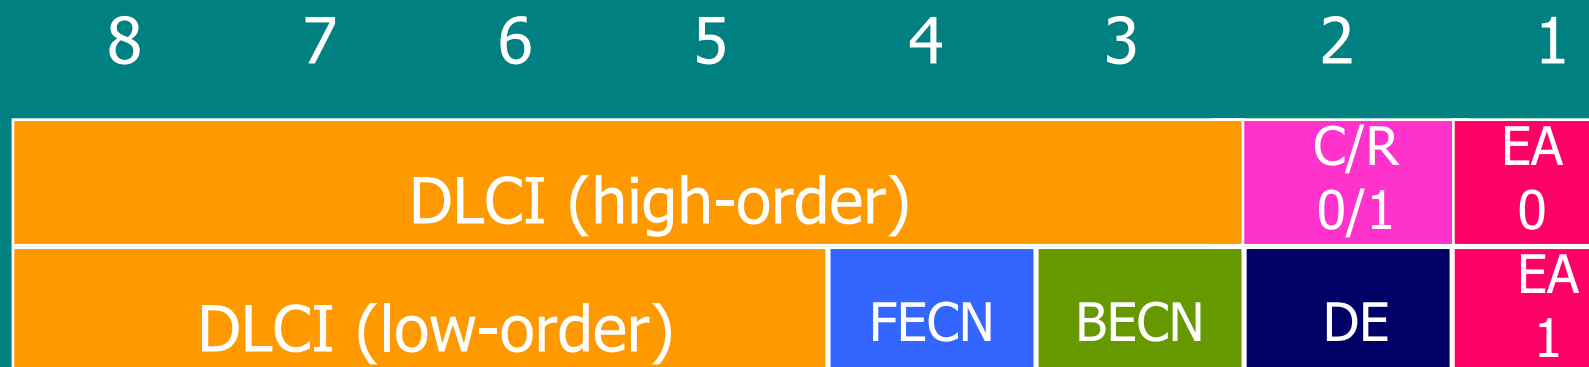 8 7 6 5 4 3 2 1
DLCI (high-order) C/R 0/1 EA 0
DLCI (low-order) FECN BECN DE EA 1